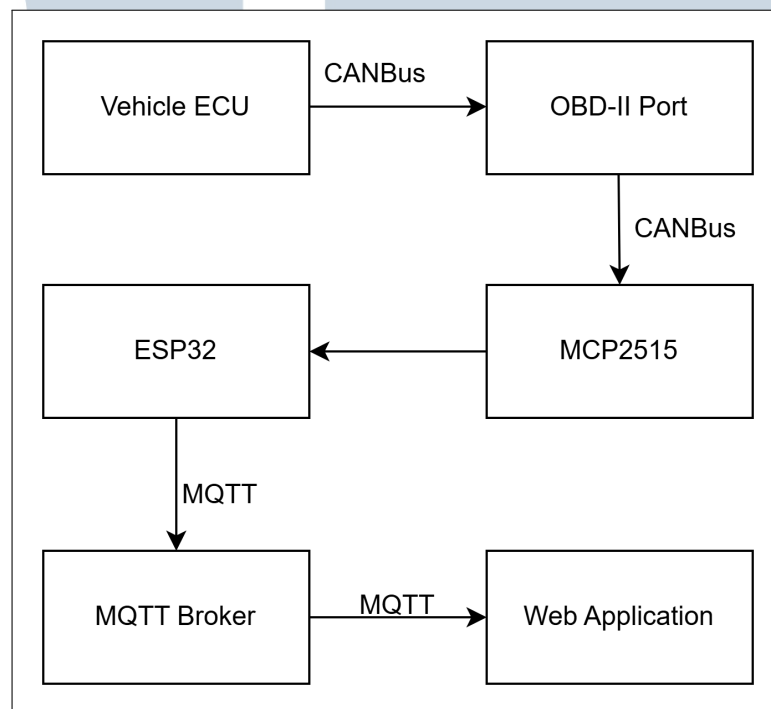 Vehicle ECU
CANBus
OBD-II Port
CANBus
ESP32
MCP2515
MQTT
MQTT Broker
MQTT
Web Application